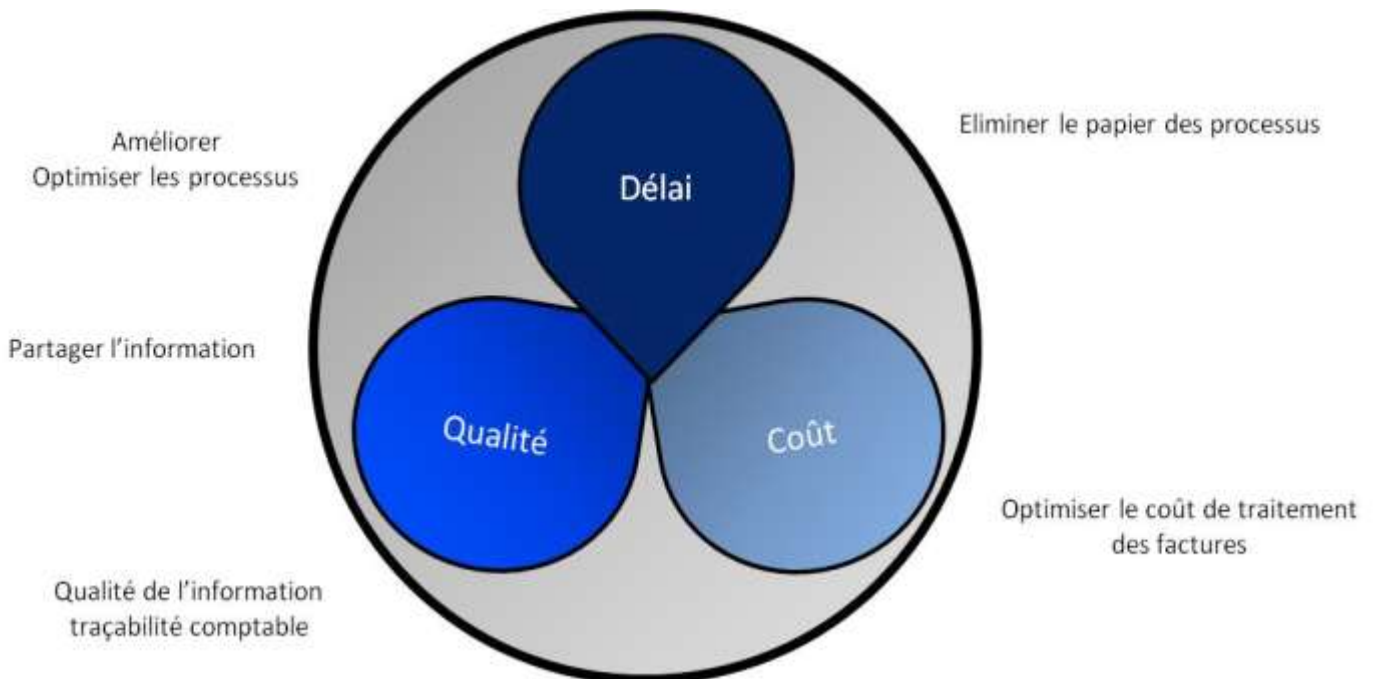 Améliorer
Optimiser les processus
Eliminer le papier des processus
Délai
Partager l'information
Qualité
Coût
Optimiser le coût de traitement
des factures
Qualité de l'information
traçabilité comptable